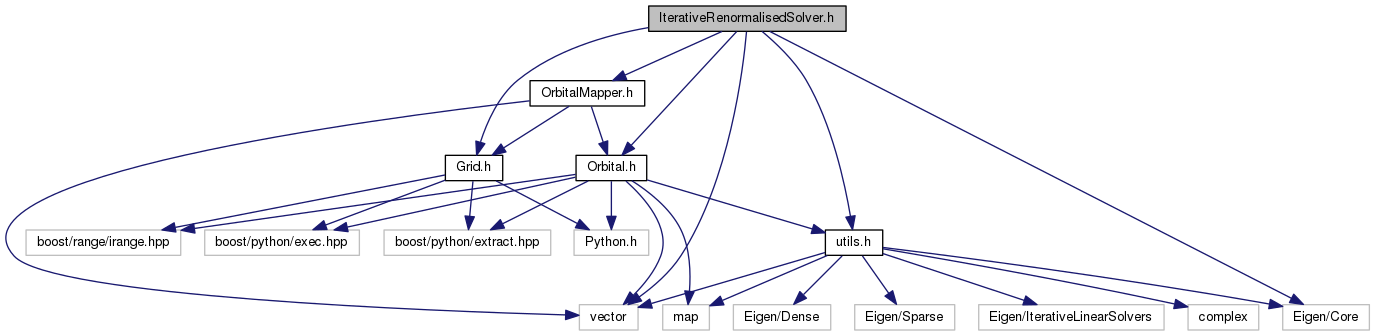 IterativeRenormalisedSolver.h
OrbitalMapper.h
Grid.h
Orbital.h
boost/range/irange.hpp
boost/python/exec.hpp
boost/python/extract.hpp
Python.h
utils.h
vector
map
Eigen/Dense
Eigen/Sparse
Eigen/IterativeLinearSolvers
complex
Eigen/Core